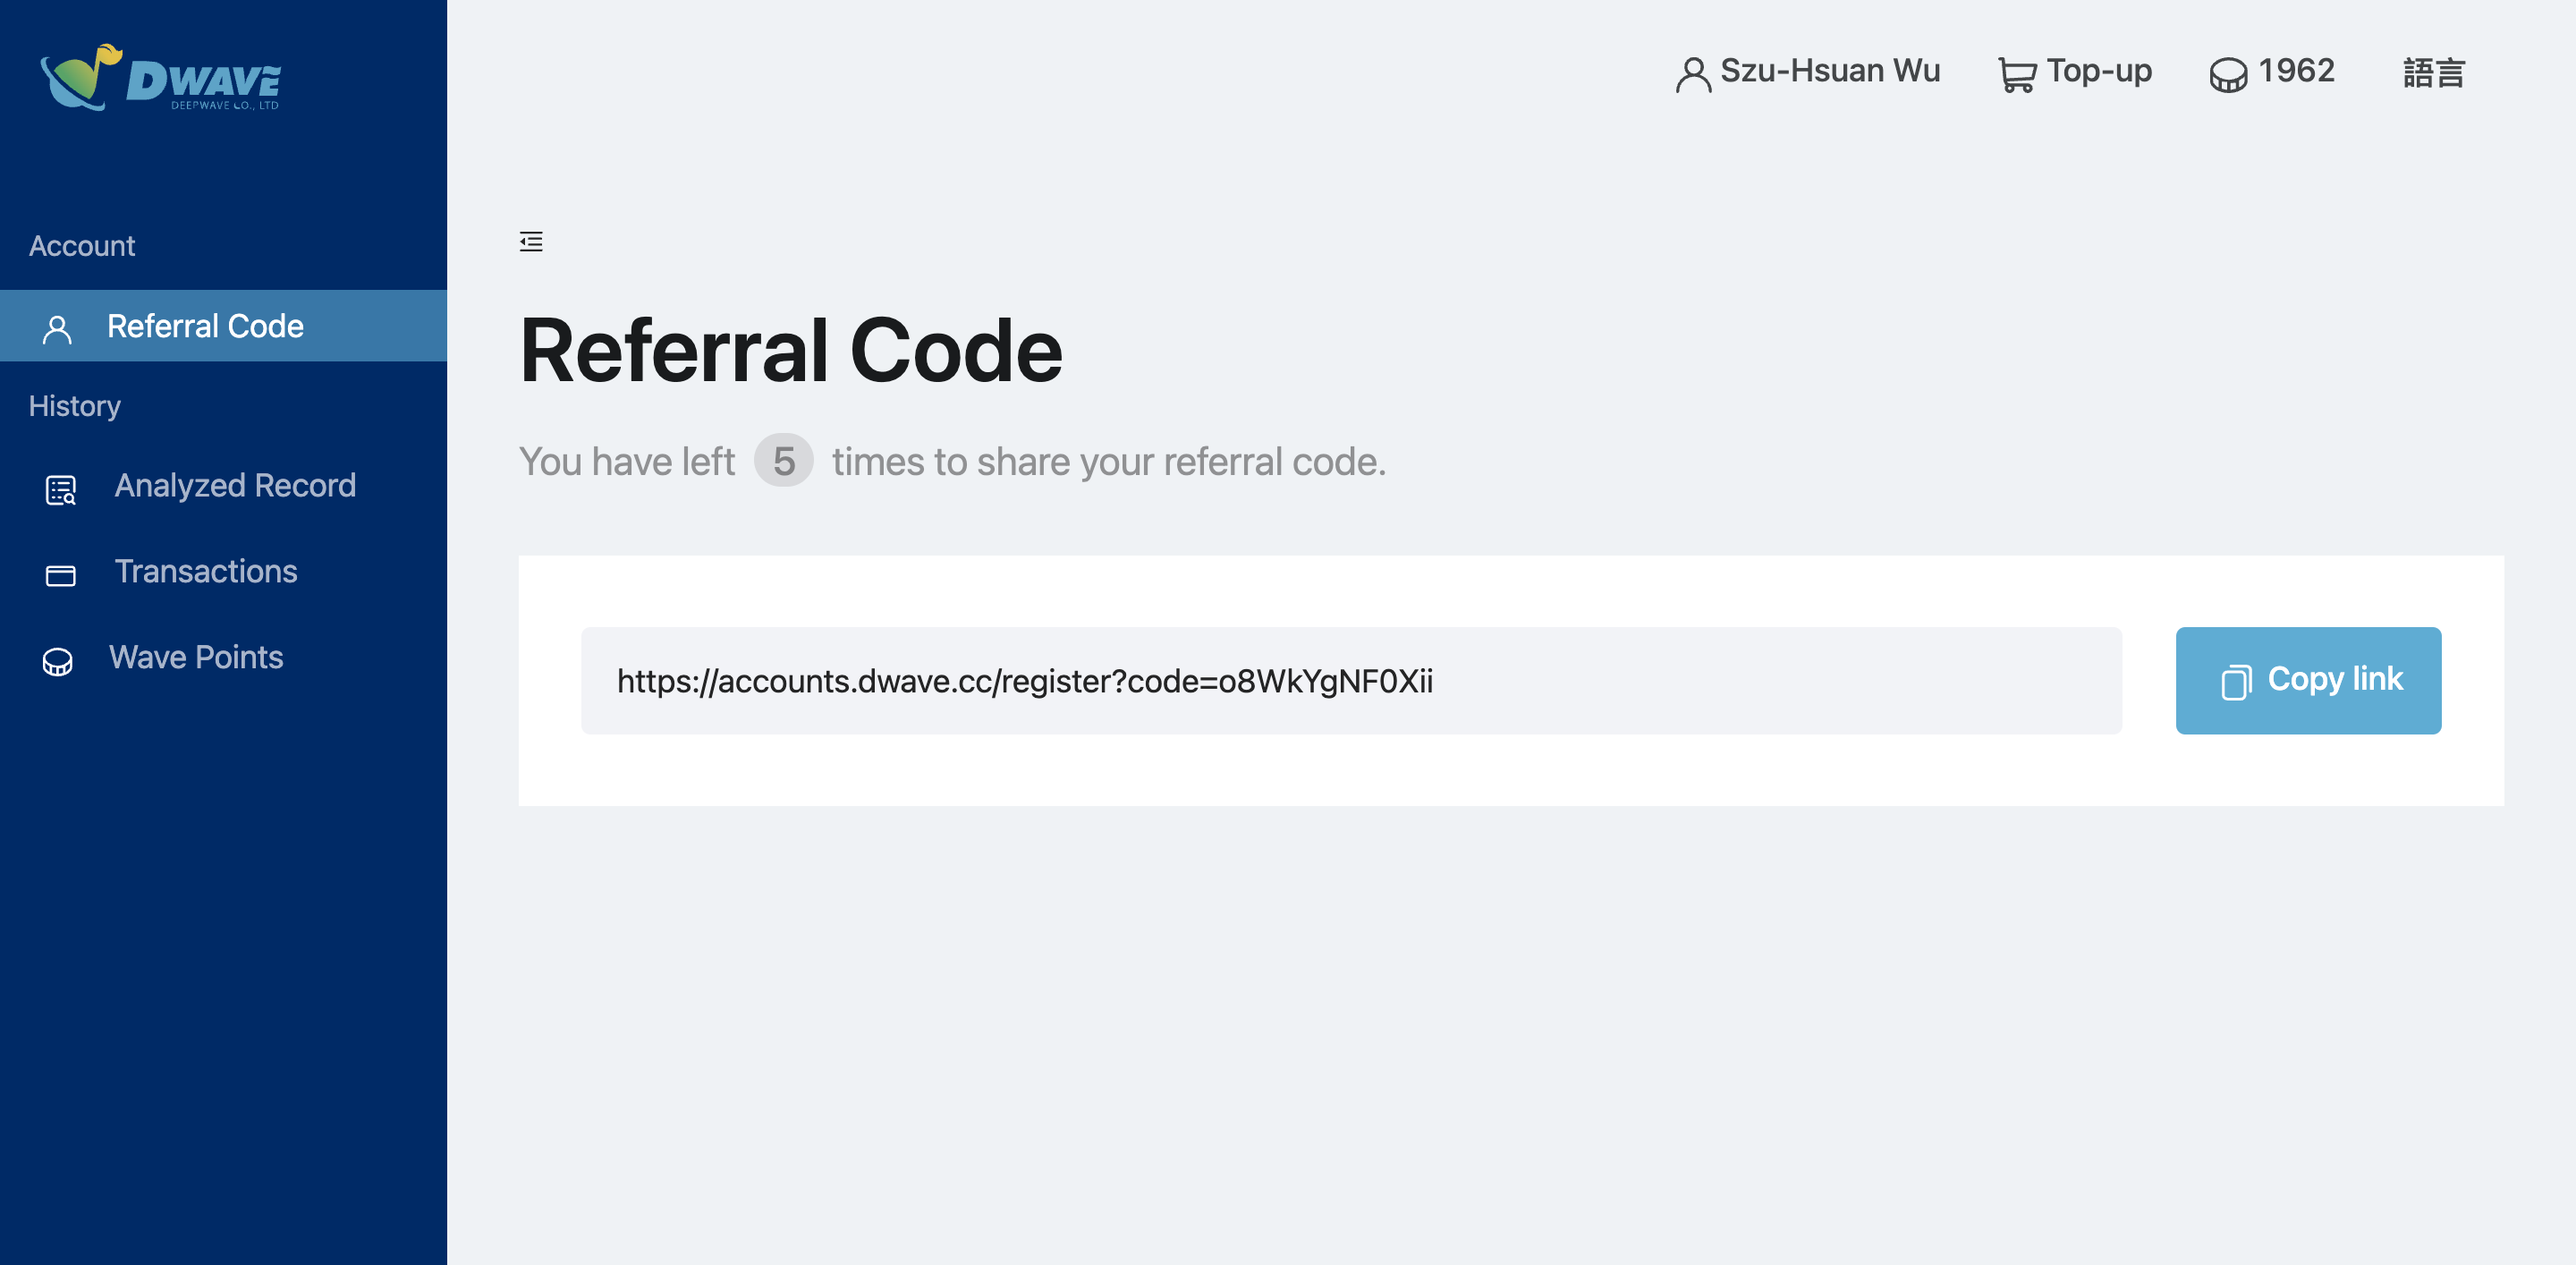 DWAVE
DEEPWAVE CO., LTD
Szu-Hsuan Wu
Top-up
1962
語言
Account
Referral Code
History
Analyzed Record
Transactions
Wave Points
Referral Code
You have left 5 times to share your referral code.
https://accounts.dwave.cc/register?code=o8WkYgNF0Xii
Copy link